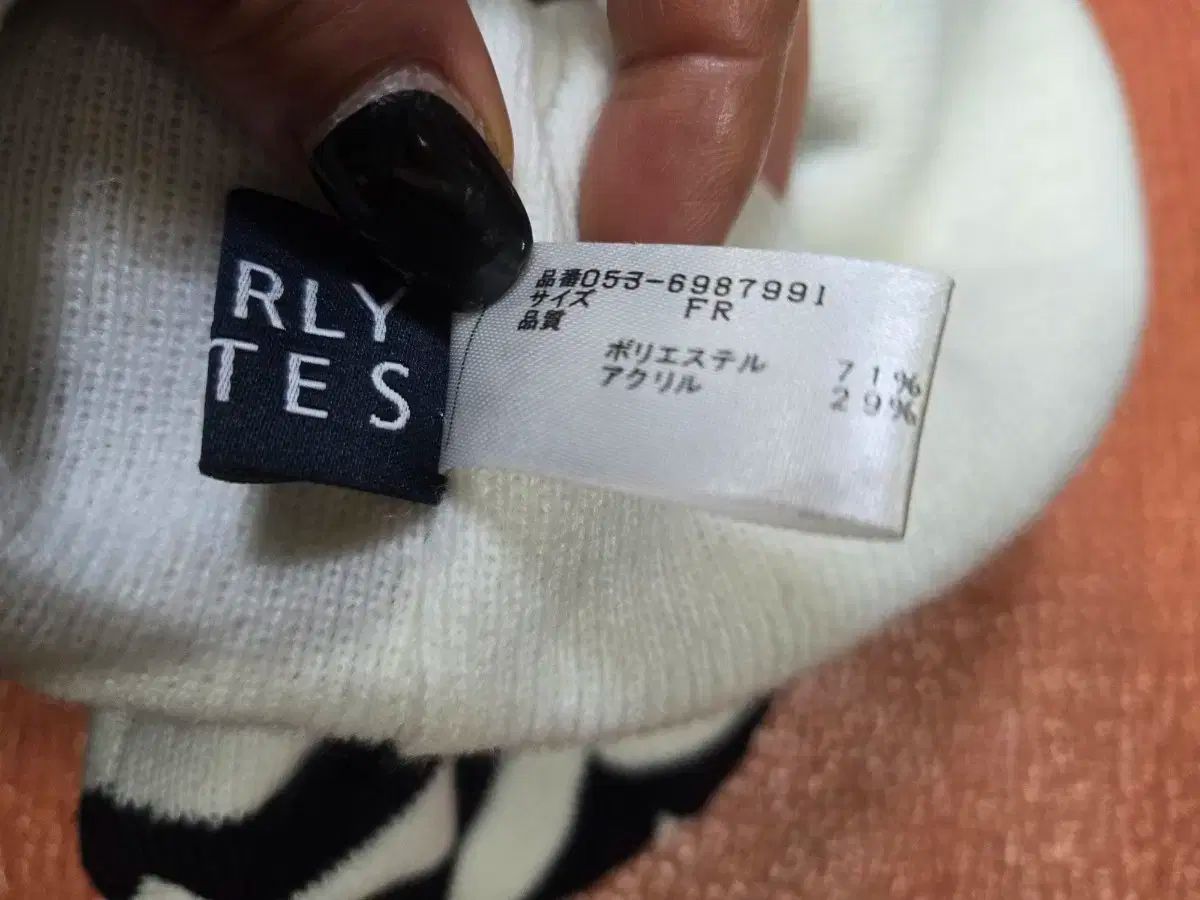 RLY
TES
品番053-6987991
サイズ FR
品質
ポリエステル 71%
アクリル 29%